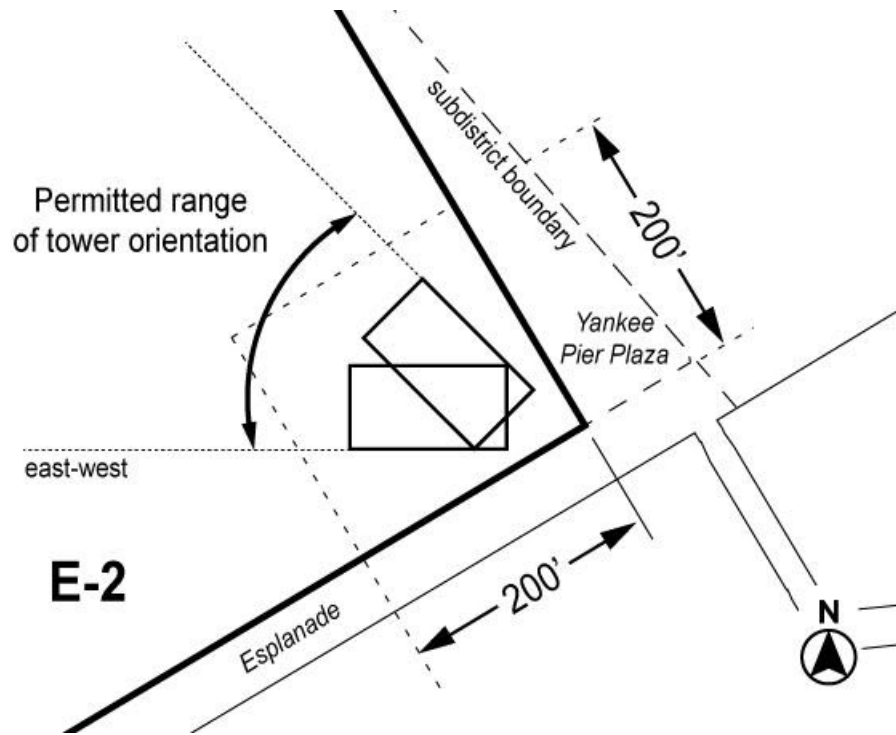 subdistrict boundary
Permitted range
of tower orientation
200’
Yankee
Pier Plaza
east-west
E-2
200’
Esplanade
N